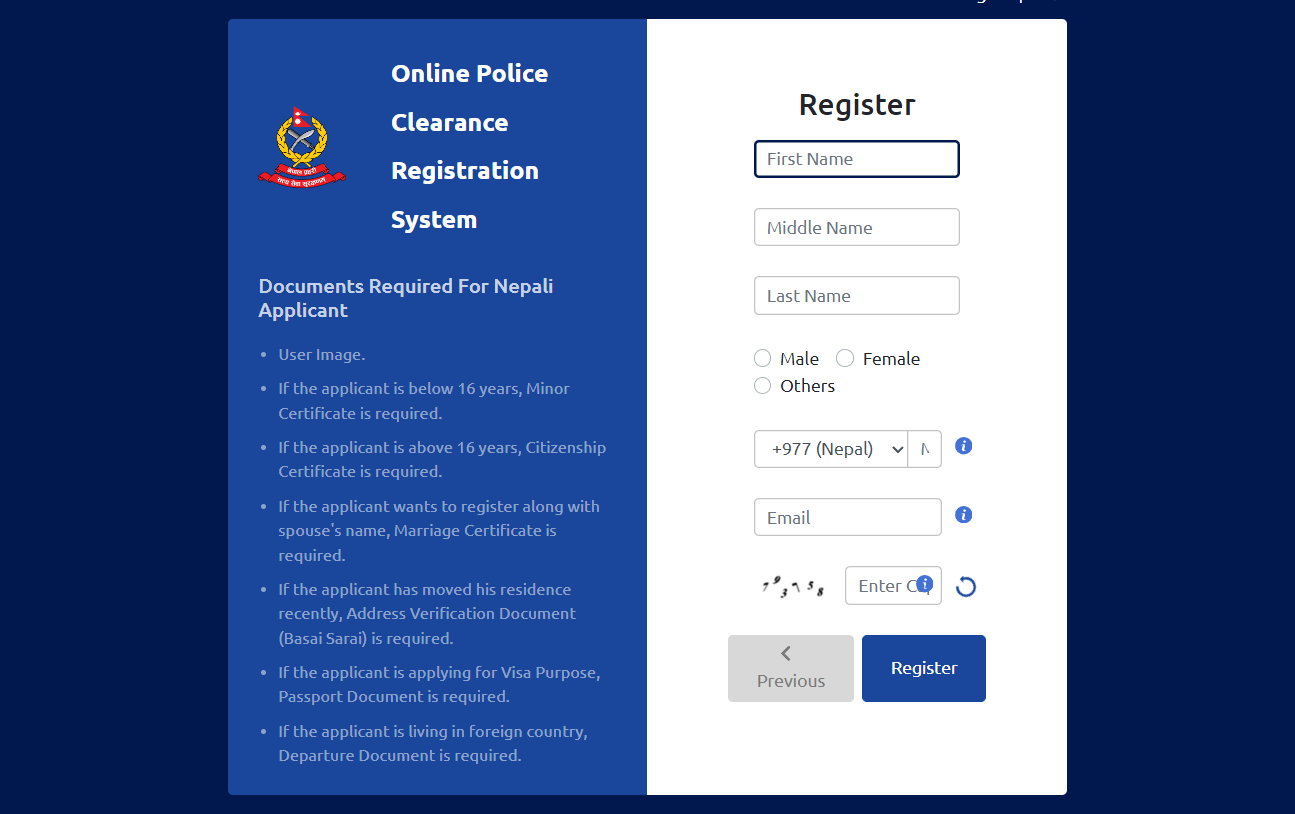 Online Police
Clearance
Registration
System
नेपाल प्रहरी
सत्य सेवा सुरक्षणम्
Documents Required For Nepali
Applicant
User Image.
If the applicant is below 16 years, Minor
Certificate is required.
If the applicant is above 16 years, Citizenship
Certificate is required.
If the applicant wants to register along with
spouse's name, Marriage Certificate is
required.
If the applicant has moved his residence
recently, Address Verification Document
(Basai Sarai) is required.
If the applicant is applying for Visa Purpose,
Passport Document is required.
If the applicant is living in foreign country,
Departure Document is required.
Register
First Name
Middle Name
Last Name
Male Female
Others
+977 (Nepal)
Email
793758 Enter
Previous
Register